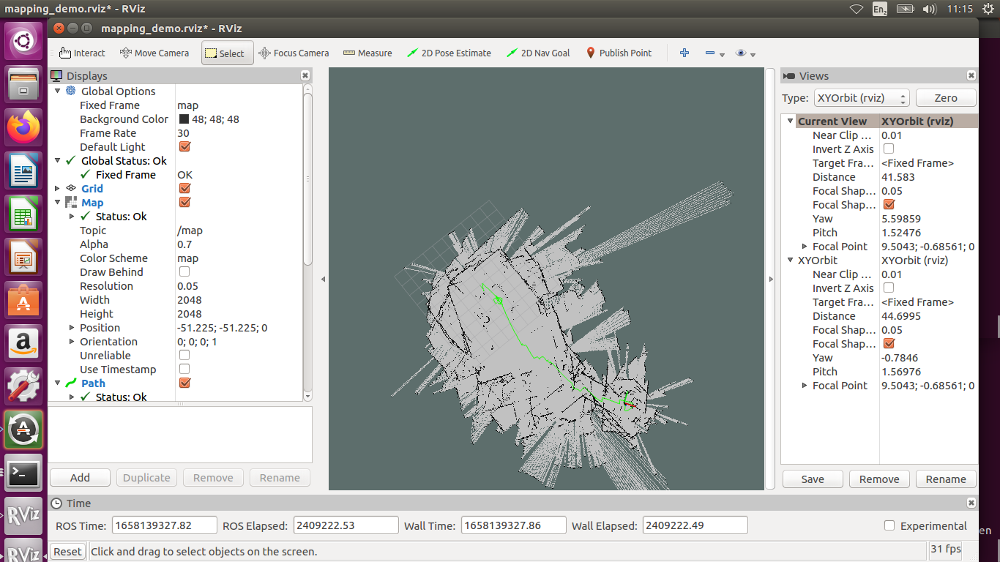 mapping_demo.rviz* - RViz
En2
11:15
mapping_demo.rviz* - RViz
Interact Move Camera Select Focus Camera Measure 2D Pose Estimate 2D Nav Goal Publish Point
Displays
Global Options
Fixed Frame map
Background Color 48; 48; 48
Frame Rate 30
Default Light
Global Status: Ok
Fixed Frame OK
Grid
Map
Status: Ok
Topic /map
Alpha 0.7
Color Scheme map
Draw Behind
Resolution 0.05
Width 2048
Height 2048
Position -51.225; -51.225; 0
Orientation 0; 0; 0; 1
Unreliable
Use Timestamp
Path
Status: Ok
Add Duplicate Remove Rename
Views
Type: XYOrbit (rviz) Zero
Current View XYOrbit (rviz)
Near Clip ... 0.01
Invert Z Axis
Target Fra... <Fixed Frame>
Distance 41.583
Focal Shap... 0.05
Focal Shap...
Yaw 5.59859
Pitch 1.52476
Focal Point 9.5043; -0.68561; 0
XYOrbit XYOrbit (rviz)
Near Clip ... 0.01
Invert Z Axis
Target Fra... <Fixed Frame>
Distance 44.6995
Focal Shap... 0.05
Focal Shap...
Yaw -0.7846
Pitch 1.56976
Focal Point 9.5043; -0.68561; 0
Save Remove Rename
Time
ROS Time: 1658139327.82 ROS Elapsed: 2409222.53 Wall Time: 1658139327.86 Wall Elapsed: 2409222.49 Experimental
Reset Click and drag to select objects on the screen. 31 fps
en
RViz
RViz